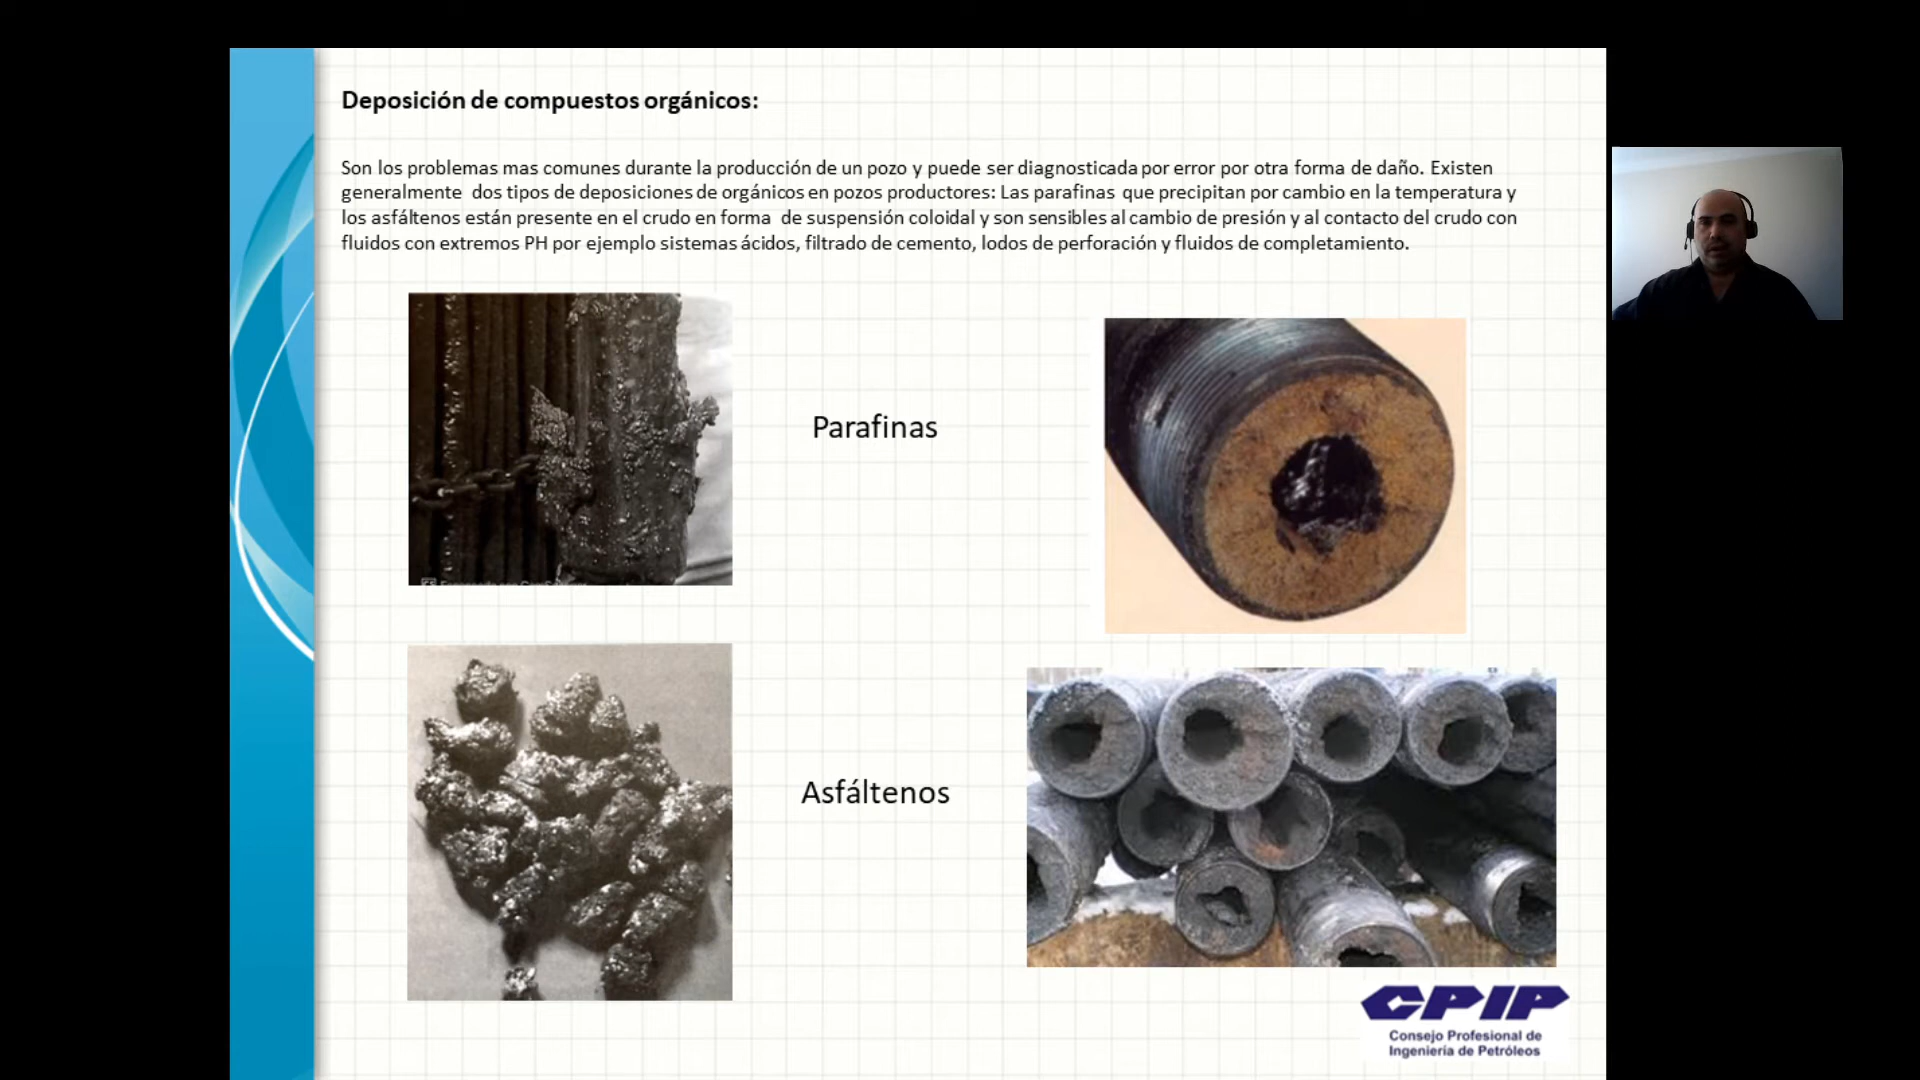 Deposición de compuestos orgánicos:
Son los problemas mas comunes durante la producción de un pozo y puede ser diagnosticada por error por otra forma de daño. Existen
generalmente dos tipos de deposiciones de orgánicos en pozos productores: Las parafinas que precipitan por cambio en la temperatura y
los asfáltenos están presente en el crudo en forma de suspensión coloidal y son sensibles al cambio de presión y al contacto del crudo con
fluidos con extremos PH por ejemplo sistemas ácidos, filtrado de cemento, lodos de perforación y fluidos de completamiento.
Parafinas
Asfáltenos
CPIP
Consejo Profesional de
Ingeniería de Petróleos